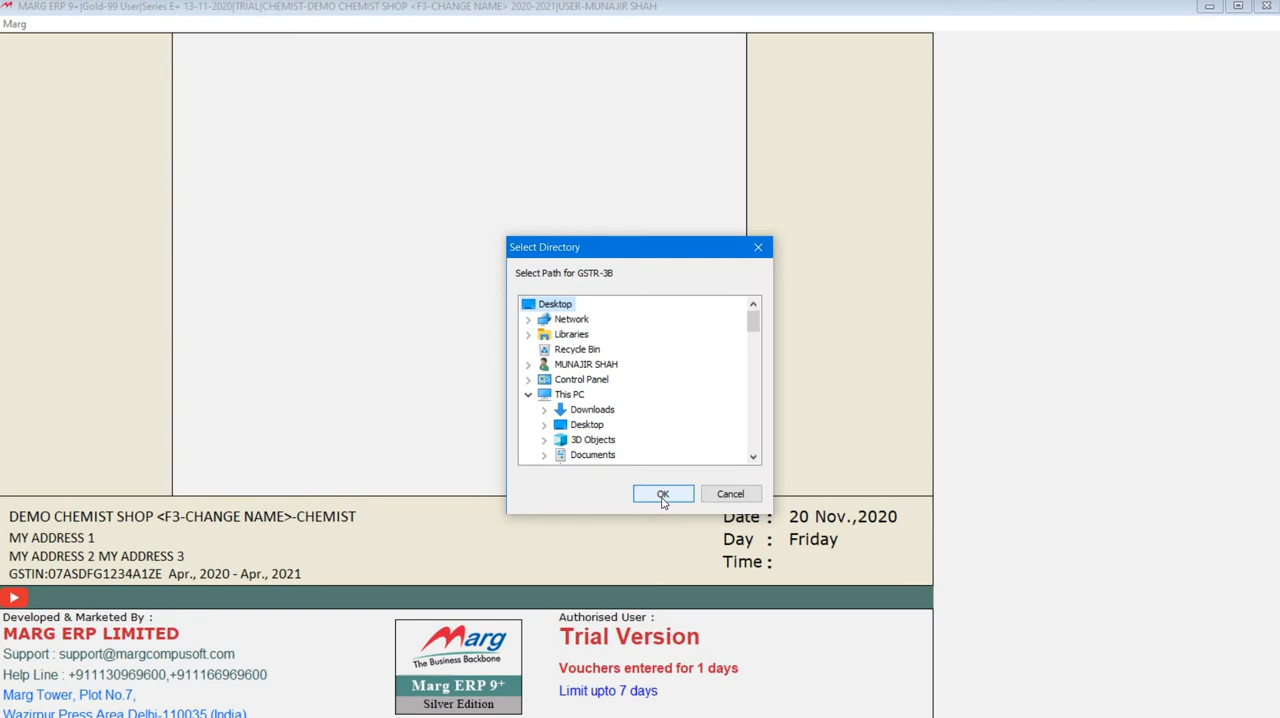 MARG ERP 9+|Gold-99 User|Series E+ 13-11-2020|TRIAL|CHEMIST-DEMO CHEMIST SHOP <F3-CHANGE NAME> 2020-2021|USER-MUNAJIR SHAH
Marg
Select Directory
Select Path for GSTR-3B
Desktop
Network
Libraries
Recycle Bin
MUNAJIR SHAH
Control Panel
This PC
Downloads
Desktop
3D Objects
Documents
OK
Cancel
DEMO CHEMIST SHOP <F3-CHANGE NAME>-CHEMIST
MY ADDRESS 1
MY ADDRESS 2 MY ADDRESS 3
GSTIN:07ASDFG1234A1ZE Apr., 2020 - Apr., 2021
Date : 20 Nov.,2020
Day : Friday
Time :
Developed & Marketed By :
MARG ERP LIMITED
Support : support@margcompusoft.com
Help Line : +911130969600,+911166969600
Marg Tower, Plot No.7,
Wazirpur Press Area Delhi-110035 (India)
Marg
The Business Backbone
Marg ERP 9+
Silver Edition
Authorised User :
Trial Version
Vouchers entered for 1 days
Limit upto 7 days